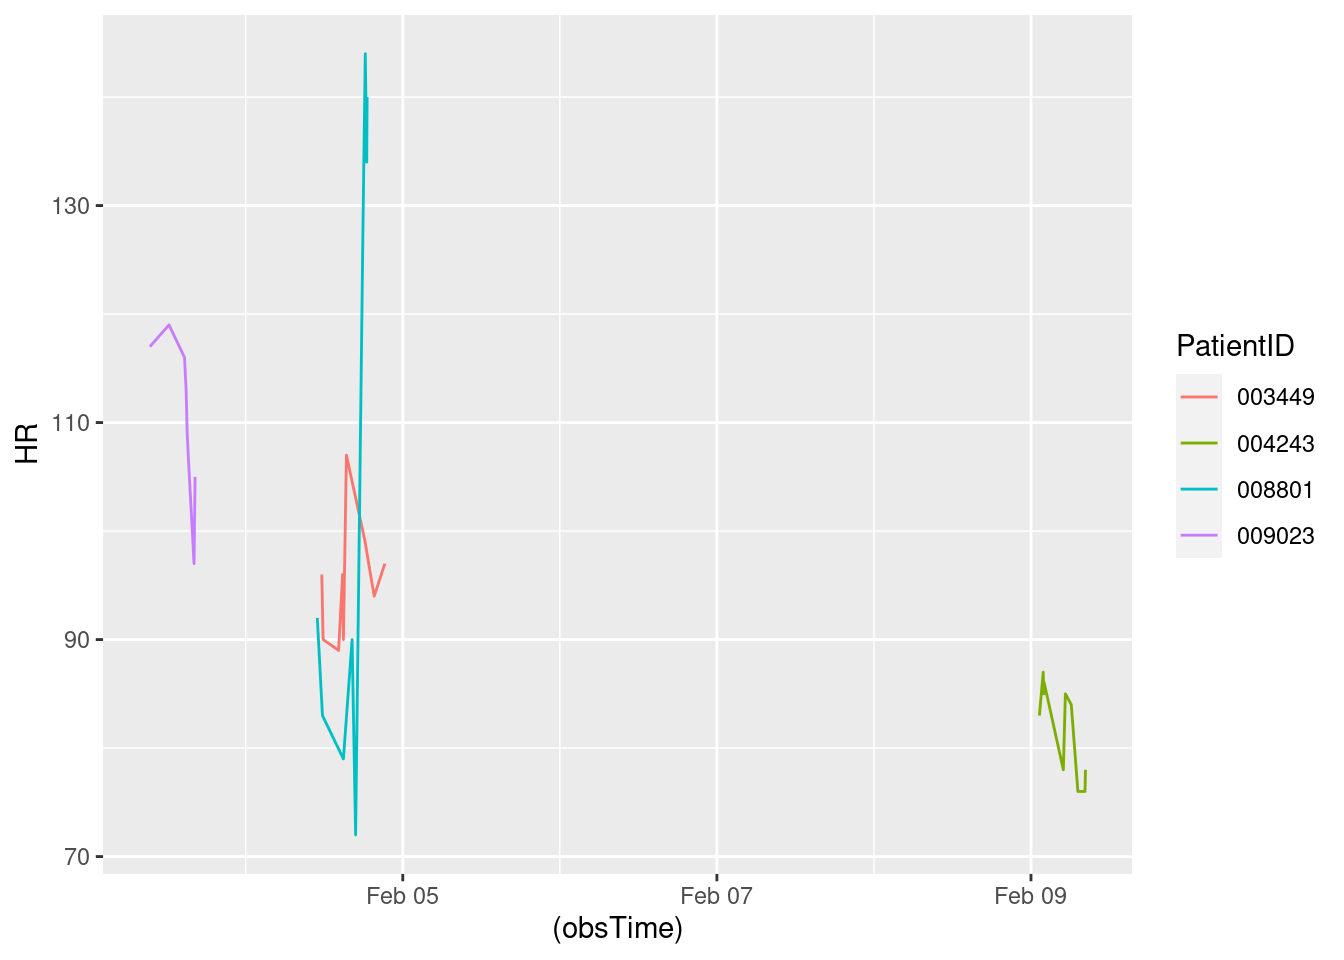 HR
130
110
90
70
Feb 05
Feb 07
Feb 09
(obsTime)
PatientID
003449
004243
008801
009023